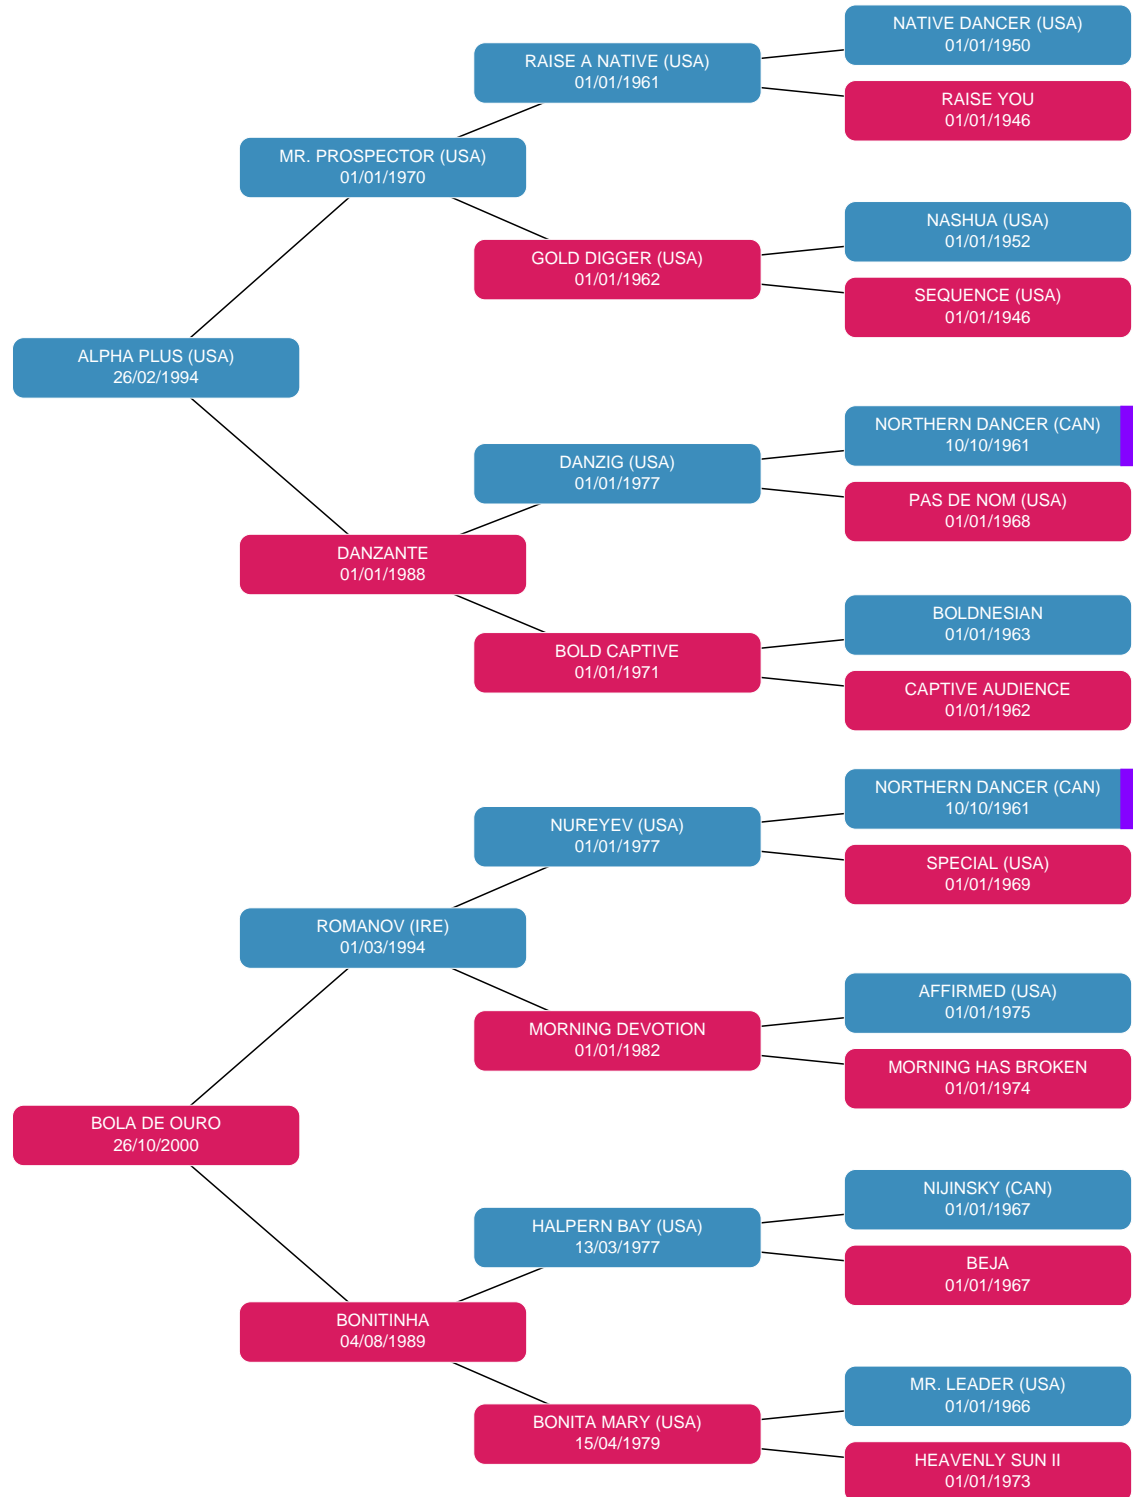 NATIVE DANCER (USA)
01/01/1950
RAISE A NATIVE (USA)
01/01/1961
RAISE YOU
01/01/1946
MR. PROSPECTOR (USA)
01/01/1970
NASHUA (USA)
01/01/1952
GOLD DIGGER (USA)
01/01/1962
SEQUENCE (USA)
01/01/1946
ALPHA PLUS (USA)
26/02/1994
NORTHERN DANCER (CAN)
10/10/1961
DANZIG (USA)
01/01/1977
PAS DE NOM (USA)
01/01/1968
DANZANTE
01/01/1988
BOLDNESIAN
01/01/1963
BOLD CAPTIVE
01/01/1971
CAPTIVE AUDIENCE
01/01/1962
NORTHERN DANCER (CAN)
10/10/1961
NUREYEV (USA)
01/01/1977
SPECIAL (USA)
01/01/1969
ROMANOV (IRE)
01/03/1994
AFFIRMED (USA)
01/01/1975
MORNING DEVOTION
01/01/1982
MORNING HAS BROKEN
01/01/1974
BOLA DE OURO
26/10/2000
NIJINSKY (CAN)
01/01/1967
HALPERN BAY (USA)
13/03/1977
BEJA
01/01/1967
BONITINHA
04/08/1989
MR. LEADER (USA)
01/01/1966
BONITA MARY (USA)
15/04/1979
HEAVENLY SUN II
01/01/1973